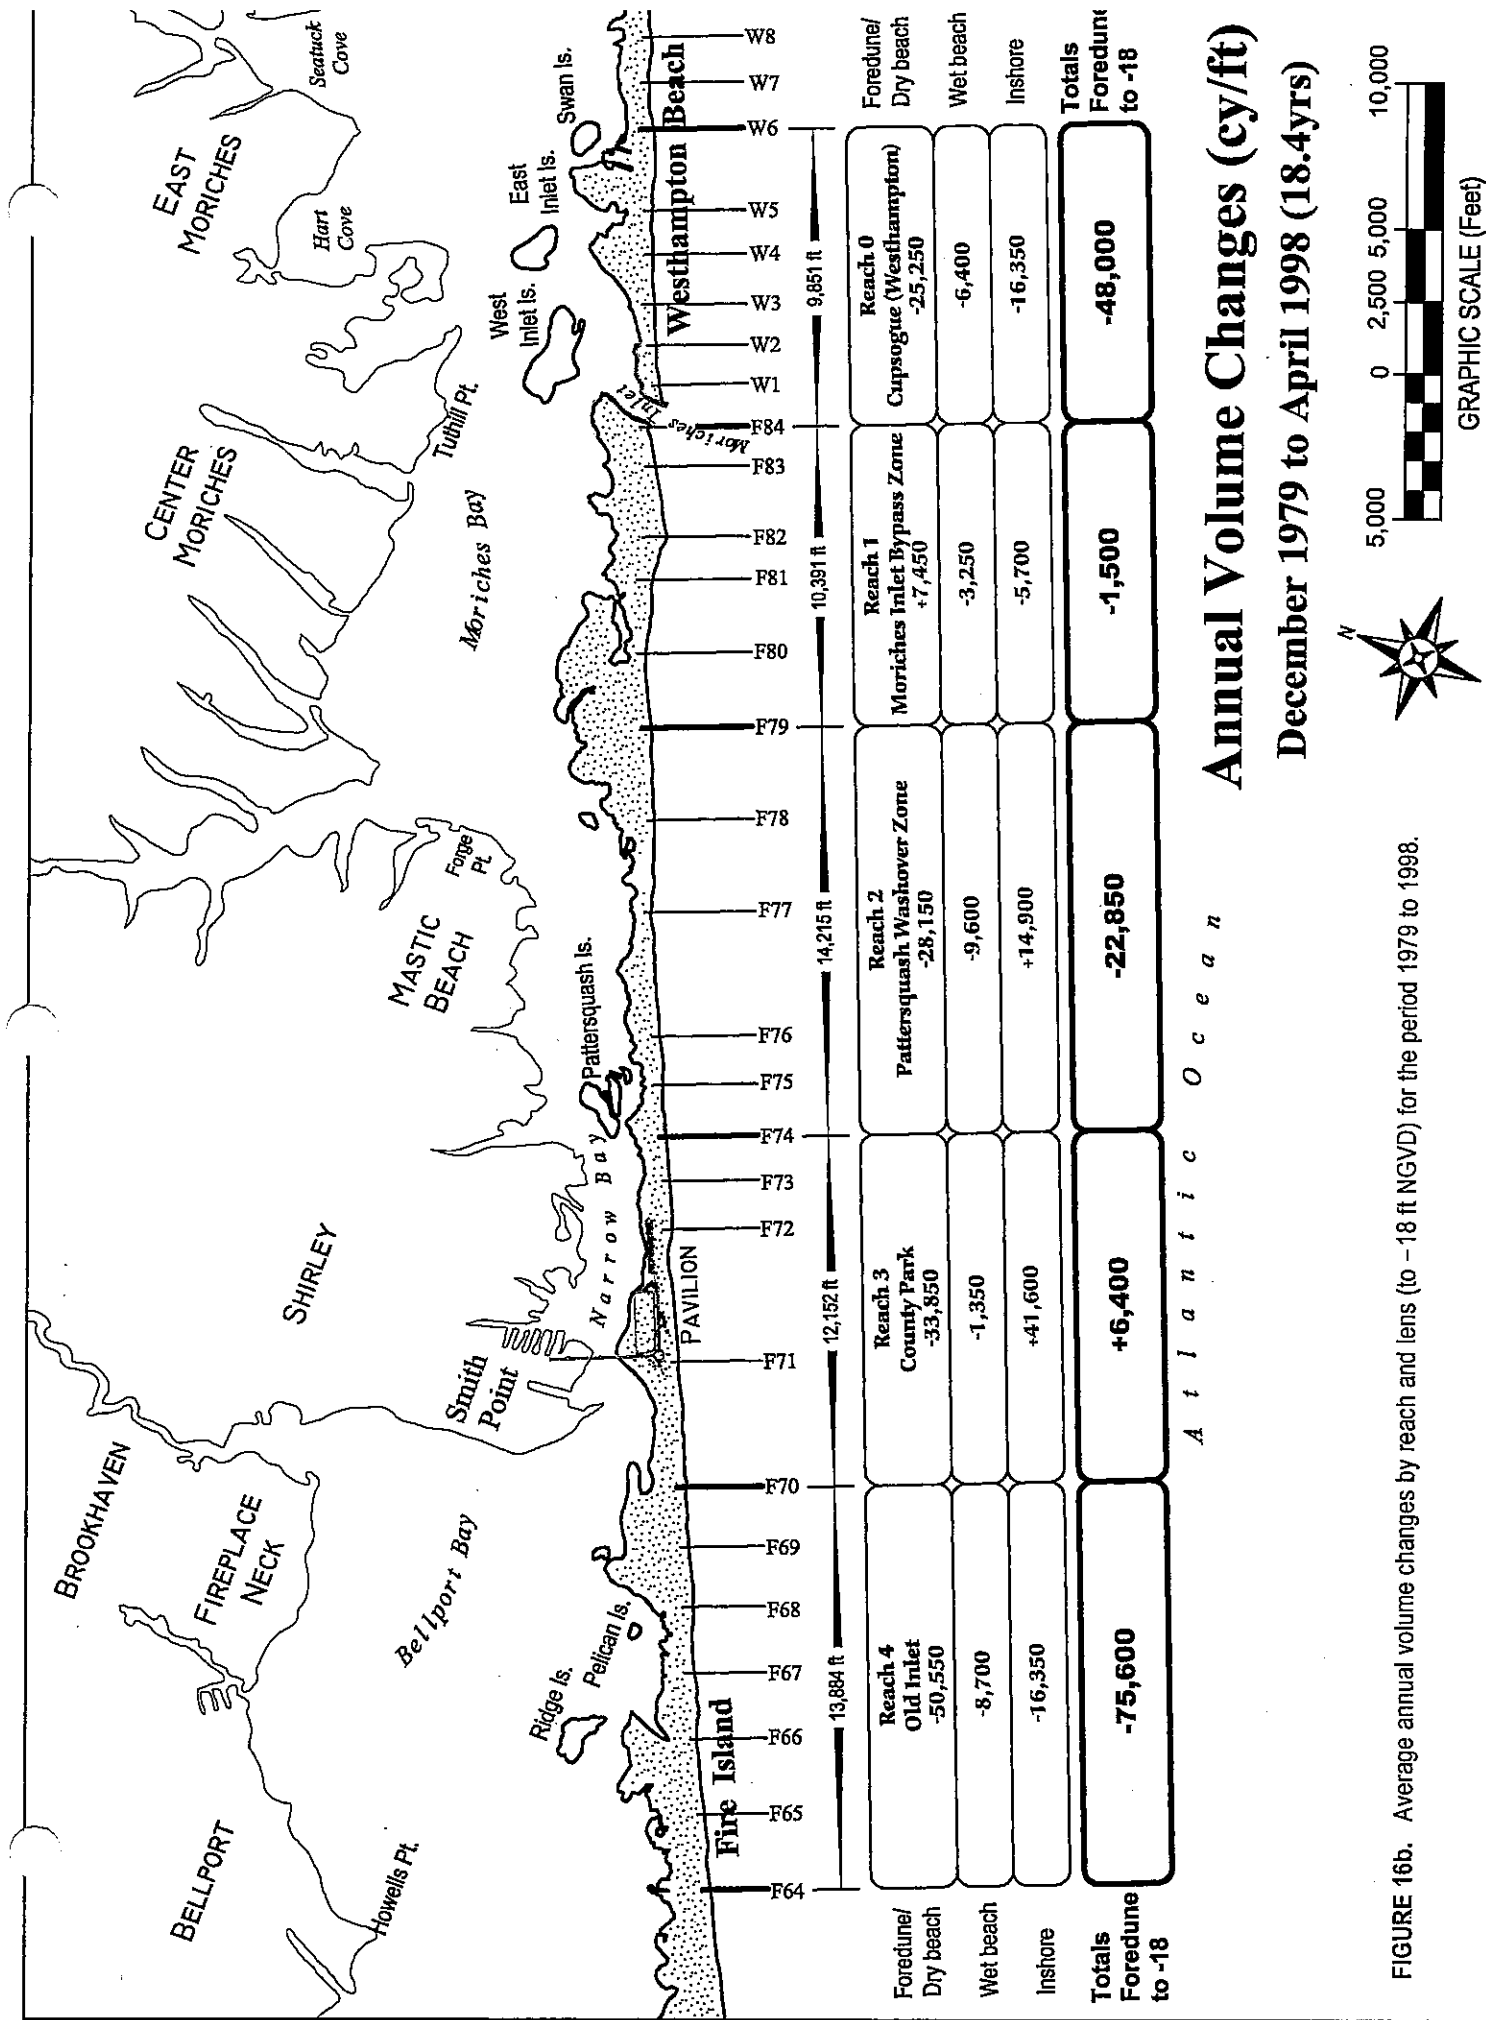 BELLPORT
BROOKHAVEN
FIREPLACE
NECK
Howells Pt.
Bellport Bay
SHIRLEY
Smith
Point
Narrow Bay
MASTIC
BEACH
Forge
Pt.
CENTER
MORICHES
Tuthill Pt.
Moriches Bay
EAST
MORICHES
Hart
Cove
Seatuck
Cove
Ridge Is.
Pelican Is.
Pattersquash Is.
West
Inlet Is.
East
Inlet Is.
Swan Is.
Moriches Inlet
Fire Island
PAVILION
Westhampton Beach
F64
F65
F66
F67
F68
F69
F70
F71
F72
F73
F74
F75
F76
F77
F78
F79
F80
F81
F82
F83
F84
W1
W2
W3
W4
W5
W6
W7
W8
13,884 ft
12,152 ft
14,215 ft
10,391 ft
9,851 ft
Foredune/
Dry beach
Reach 4
Old Inlet
-50,550
Reach 3
County Park
-33,850
Reach 2
Pattersquash Washover Zone
-28,150
Reach 1
Moriches Inlet Bypass Zone
+7,450
Reach 0
Cupsogue (Westhampton)
-25,250
Foredune/
Dry beach
Wet beach
-8,700
-1,350
-9,600
-3,250
-6,400
Wet beach
Inshore
-16,350
+41,600
+14,900
-5,700
-16,350
Inshore
Totals
Foredune
to -18
-75,600
+6,400
-22,850
-1,500
-48,000
Totals
Foredune
to -18
Atlantic Ocean
Annual Volume Changes (cy/ft)
December 1979 to April 1998 (18.4yrs)
N
5,000 0 2,500 5,000 10,000
GRAPHIC SCALE (Feet)
FIGURE 16b. Average annual volume changes by reach and lens (to –18 ft NGVD) for the period 1979 to 1998.